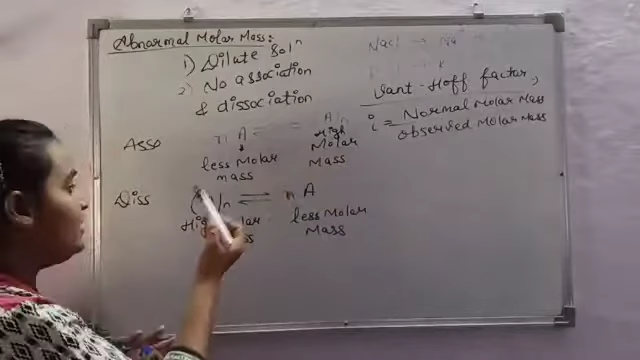 Abnormal Molar Mass:
1) Dilute Solⁿ
2) No association
& dissociation
Nacl → Na
Vant-Hoff factor,
i = Normal Molar Mass
observed Molar Mass
Asso
n A
less Molar
mass
High
Molar
Mass
Diss
( )n ⇌ n A
less Molar
Mass